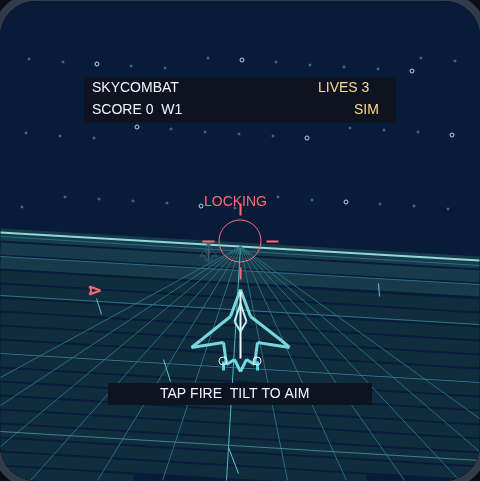 SKYCOMBAT LIVES 3
SCORE 0 W1 SIM
LOCKING
TAP FIRE TILT TO AIM